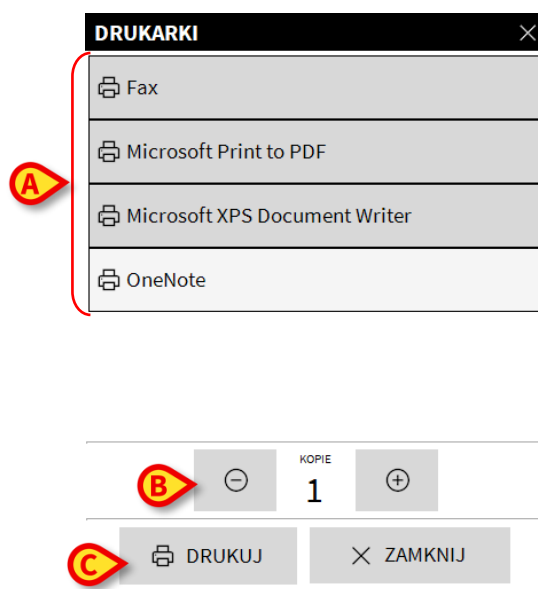 DRUKARKI
Fax
A
Microsoft Print to PDF
Microsoft XPS Document Writer
OneNote
KOPIE
B
1
C
DRUKUJ
ZAMKNIJ